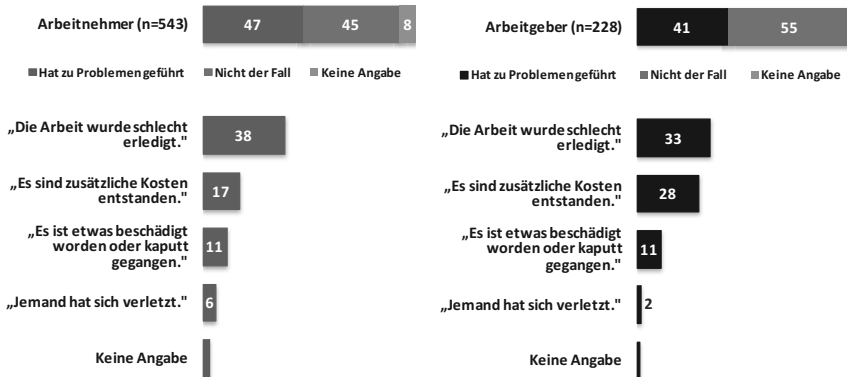 Arbeitnehmer (n=543) 47 45 8
Hat zu Problemen geführt Nicht der Fall Keine Angabe
„Die Arbeit wurde schlecht
erledigt." 38
„Es sind zusätzliche Kosten
entstanden." 17
„Es ist etwas beschädigt
worden oder kaputt
gegangen." 11
„Jemand hat sich verletzt." 6
Keine Angabe
Arbeitgeber (n=228) 41 55
Hat zu Problemen geführt Nicht der Fall Keine Angabe
„Die Arbeit wurde schlecht
erledigt." 33
„Es sind zusätzliche Kosten
entstanden." 28
„Es ist etwas beschädigt
worden oder kaputt
gegangen." 11
„Jemand hat sich verletzt." 2
Keine Angabe